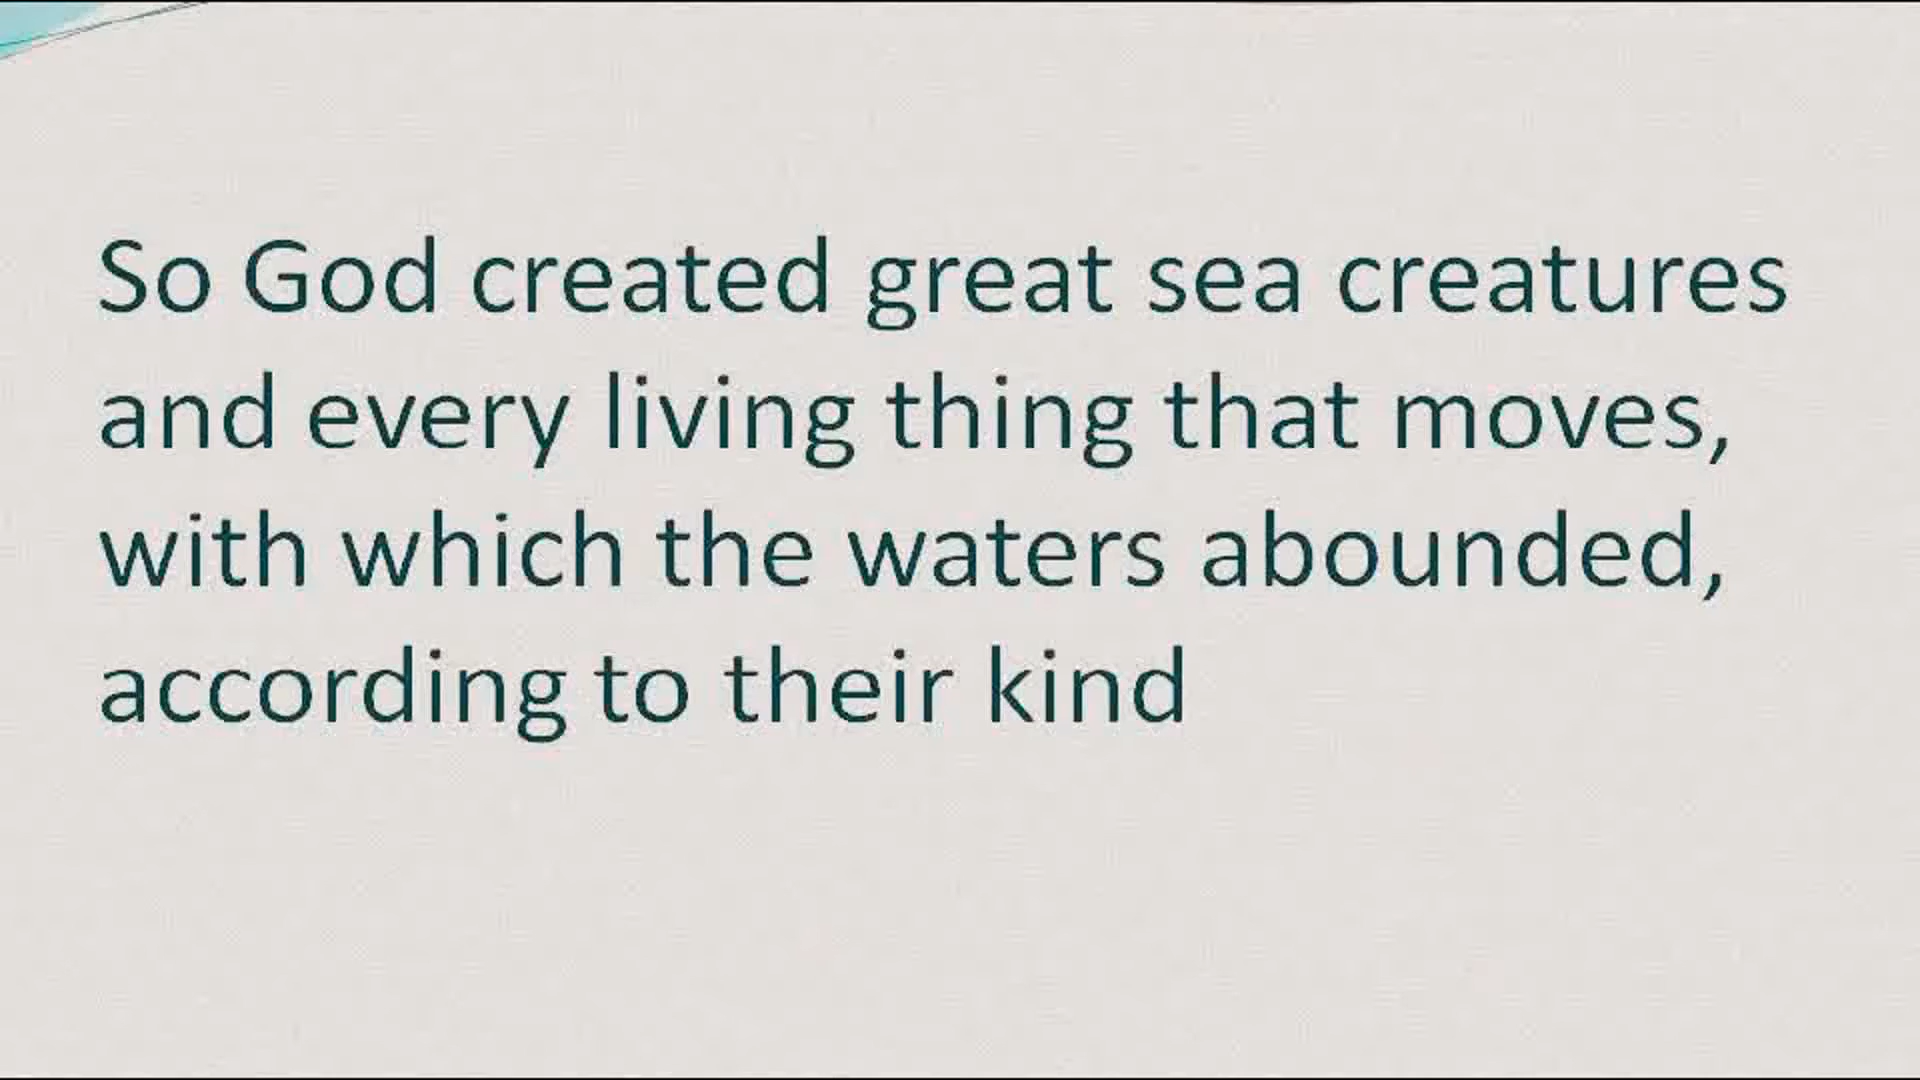 So God created great sea creatures
and every living thing that moves,
with which the waters abounded,
according to their kind